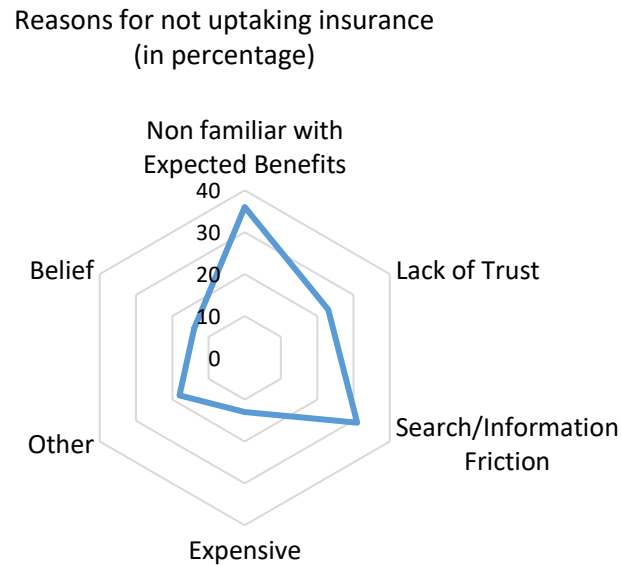 Reasons for not uptaking insurance
(in percentage)
Non familiar with
Expected Benefits
40
30
20
10
0
Belief
Lack of Trust
Other
Search/Information
Friction
Expensive